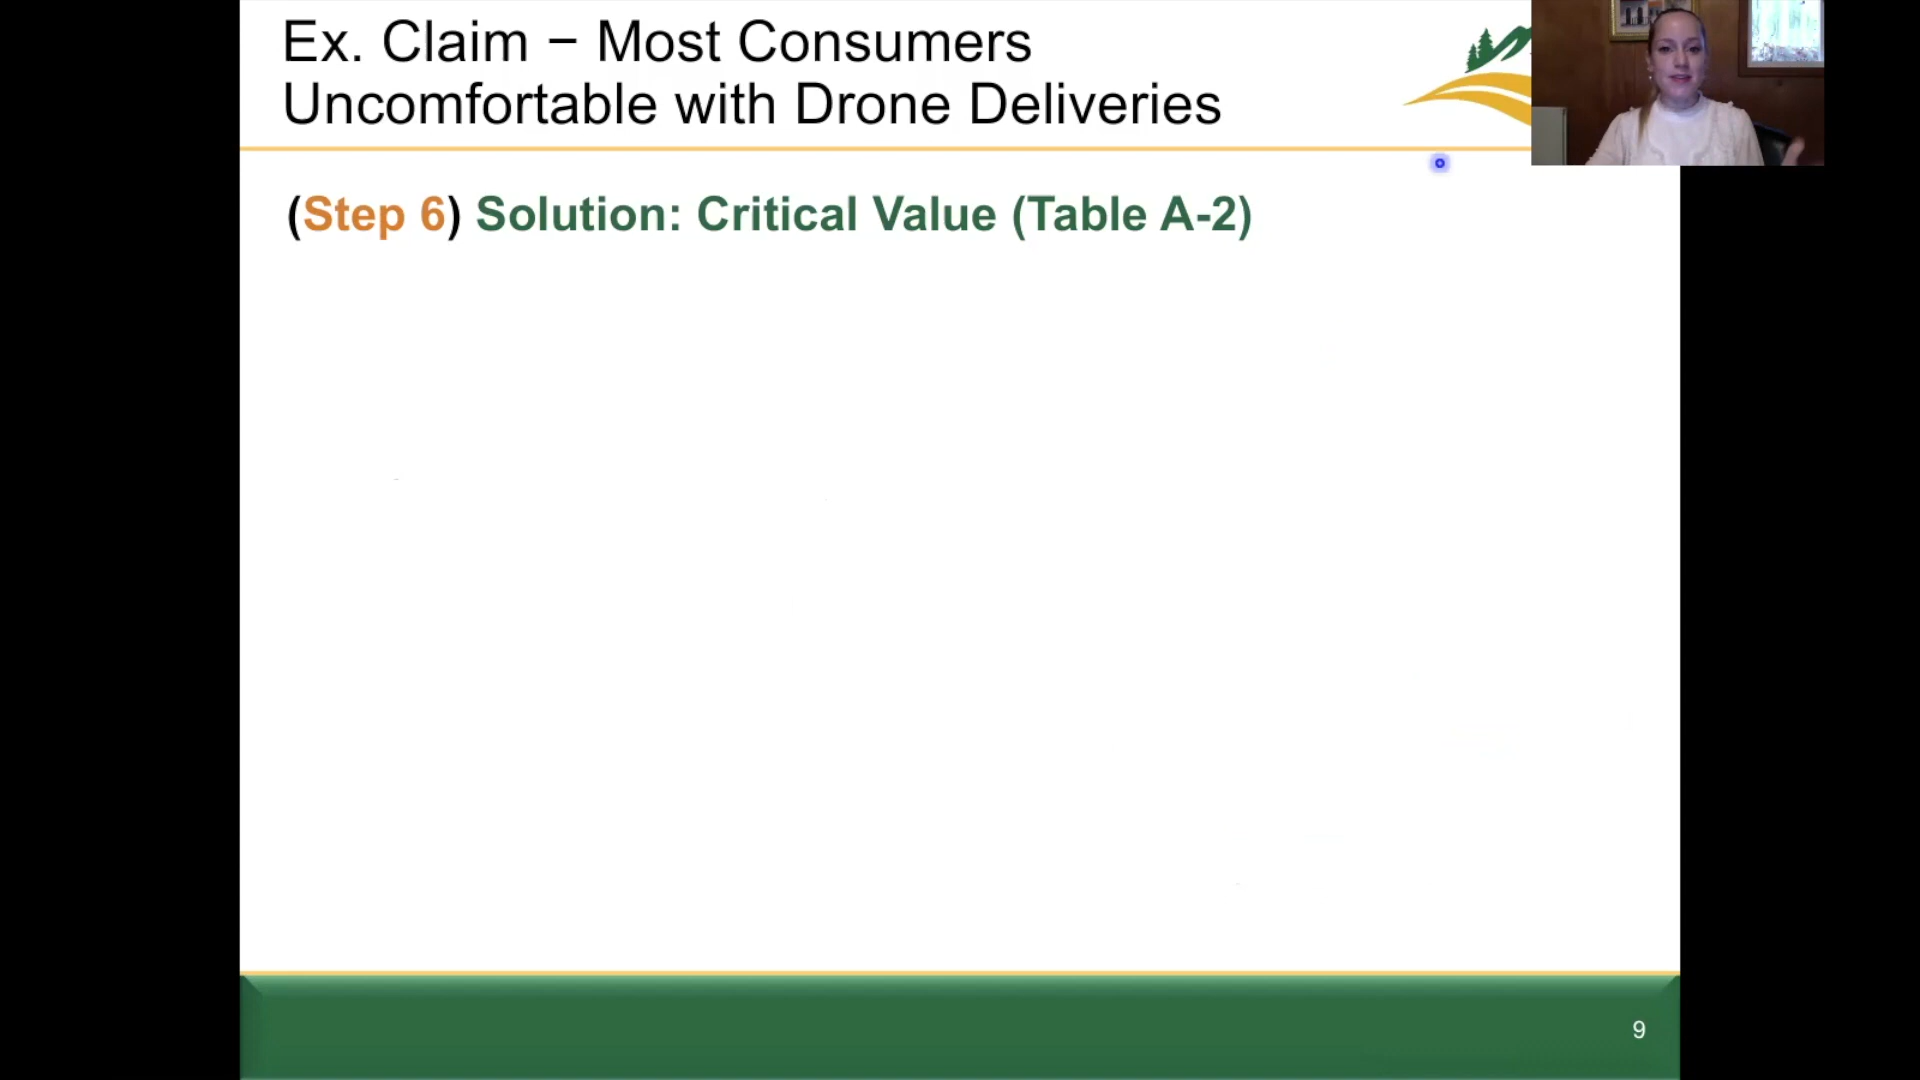 Ex. Claim − Most Consumers
Uncomfortable with Drone Deliveries
(Step 6) Solution: Critical Value (Table A-2)
9